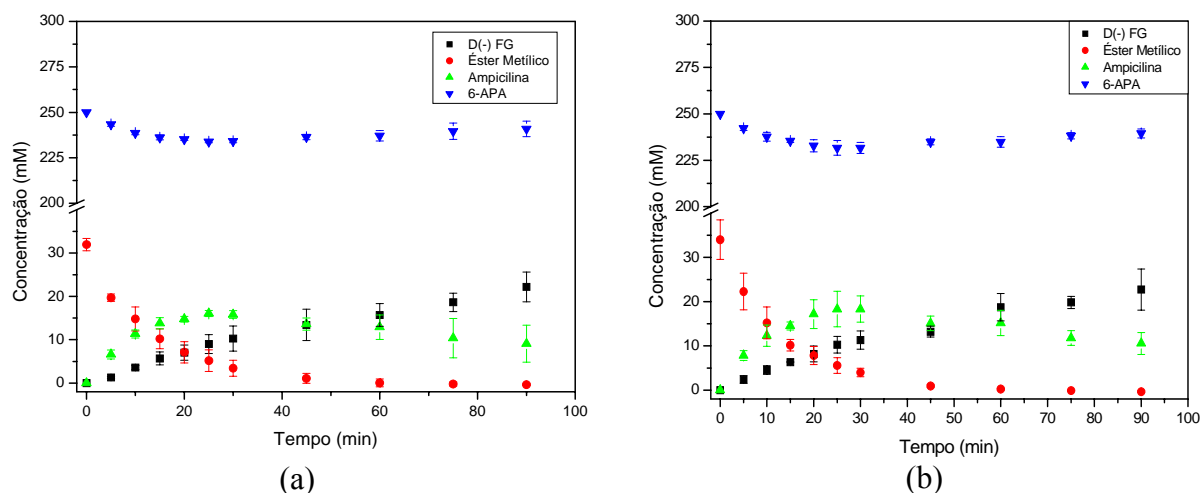 300
275
250
225
200
30
20
10
0
Concentração (mM)
D(-) FG
Éster Metílico
Ampicilina
6-APA
0 20 40 60 80 100
Tempo (min)
(a)
300
275
250
225
200
30
20
10
0
Concentração (mM)
D(-) FG
Éster Metílico
Ampicilina
6-APA
0 10 20 30 40 50 60 70 80 90 100
Tempo (min)
(b)